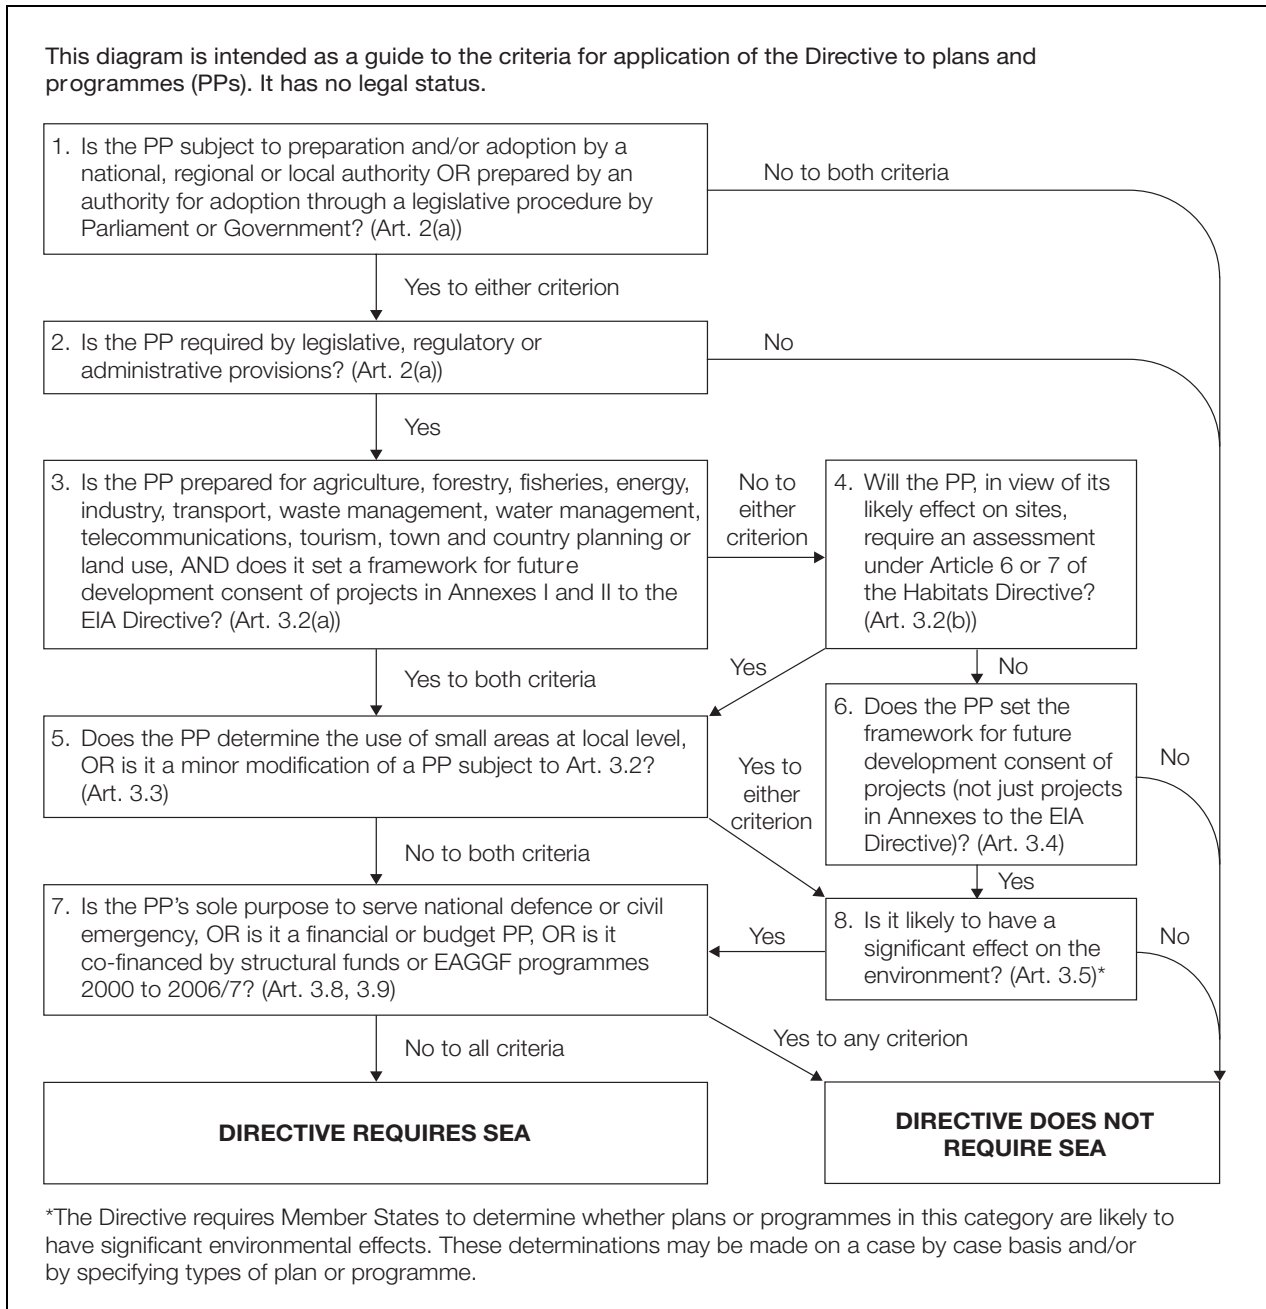 This diagram is intended as a guide to the criteria for application of the Directive to plans and
programmes (PPs). It has no legal status.
1. Is the PP subject to preparation and/or adoption by a
national, regional or local authority OR prepared by an
authority for adoption through a legislative procedure by
Parliament or Government? (Art. 2(a))
No to both criteria
Yes to either criterion
2. Is the PP required by legislative, regulatory or
administrative provisions? (Art. 2(a))
No
Yes
3. Is the PP prepared for agriculture, forestry, fisheries, energy,
industry, transport, waste management, water management,
telecommunications, tourism, town and country planning or
land use, AND does it set a framework for future
development consent of projects in Annexes I and II to the
EIA Directive? (Art. 3.2(a))
No to
either
criterion
4. Will the PP, in view of its
likely effect on sites,
require an assessment
under Article 6 or 7 of
the Habitats Directive?
(Art. 3.2(b))
Yes to both criteria
Yes
No
5. Does the PP determine the use of small areas at local level,
OR is it a minor modification of a PP subject to Art. 3.2?
(Art. 3.3)
Yes to
either
criterion
6. Does the PP set the
framework for future
development consent of
projects (not just projects
in Annexes to the EIA
Directive)? (Art. 3.4)
No
No to both criteria
Yes
7. Is the PP's sole purpose to serve national defence or civil
emergency, OR is it a financial or budget PP, OR is it
co-financed by structural funds or EAGGF programmes
2000 to 2006/7? (Art. 3.8, 3.9)
Yes
8. Is it likely to have a
significant effect on the
environment? (Art. 3.5)*
No
No to all criteria
Yes to any criterion
DIRECTIVE REQUIRES SEA
DIRECTIVE DOES NOT
REQUIRE SEA
*The Directive requires Member States to determine whether plans or programmes in this category are likely to
have significant environmental effects. These determinations may be made on a case by case basis and/or
by specifying types of plan or programme.